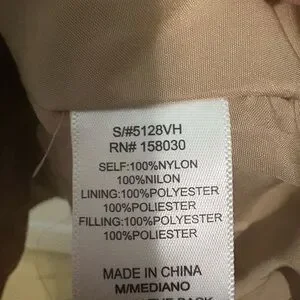 S/#5128VH
RN# 158030
SELF:100%NYLON
100%NILON
LINING:100%POLYESTER
100%POLIESTER
FILLING:100%POLYESTER
100%POLIESTER
MADE IN CHINA
M/MEDIANO